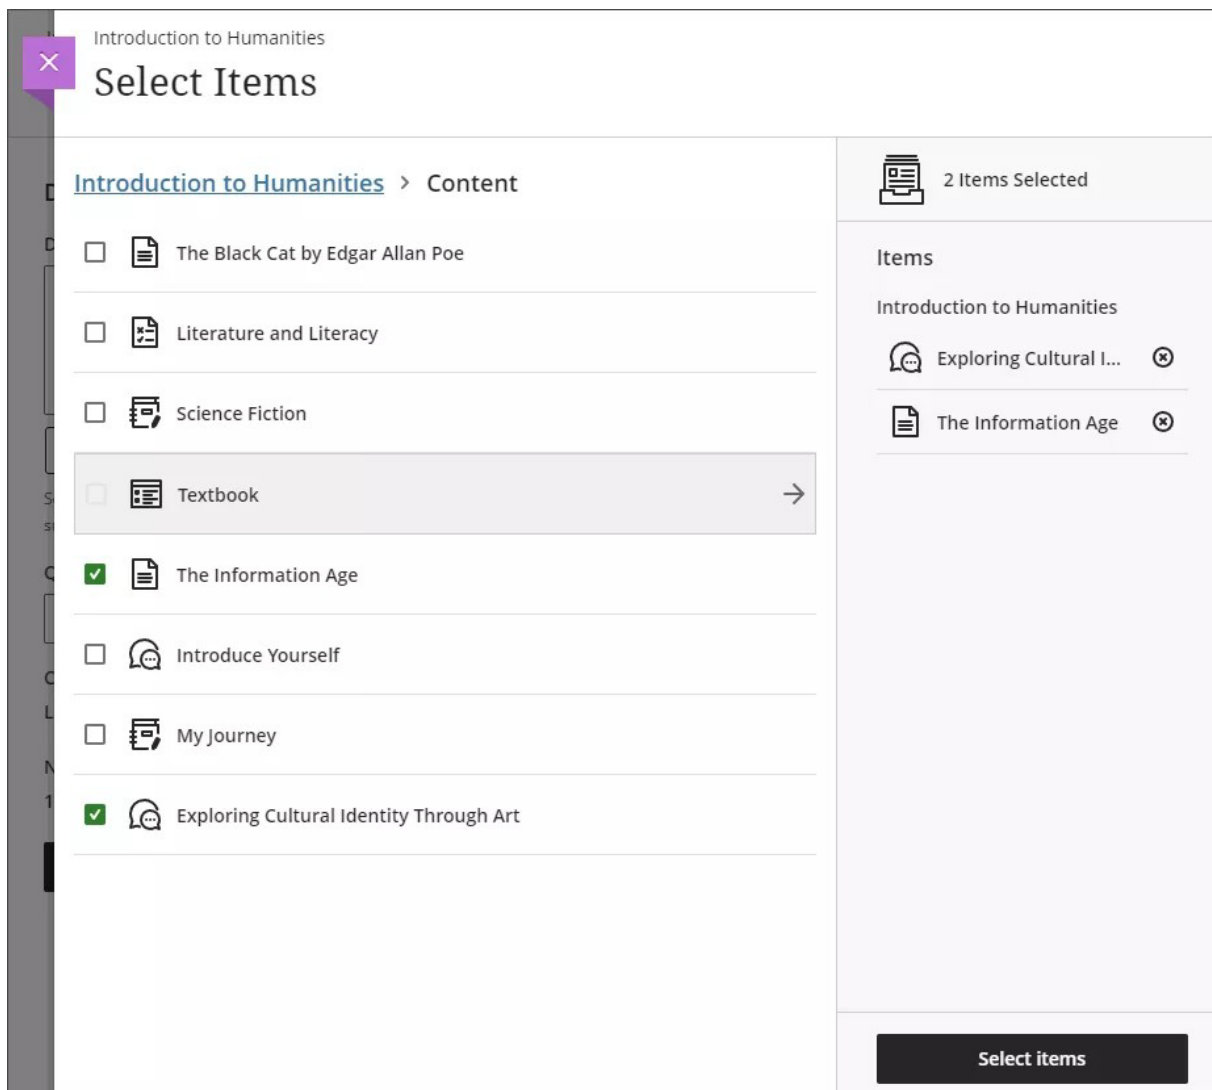 Introduction to Humanities
Select Items
Introduction to Humanities > Content
The Black Cat by Edgar Allan Poe
Literature and Literacy
Science Fiction
Textbook
The Information Age
Introduce Yourself
My Journey
Exploring Cultural Identity Through Art
2 Items Selected
Items
Introduction to Humanities
Exploring Cultural I...
The Information Age
Select items